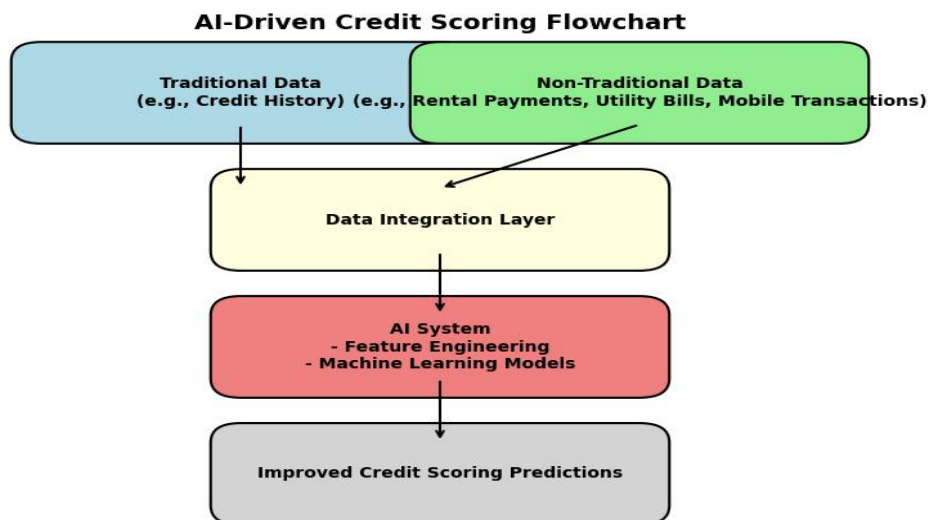 AI-Driven Credit Scoring Flowchart
Traditional Data
(e.g., Credit History)
Non-Traditional Data
(e.g., Rental Payments, Utility Bills, Mobile Transactions)
Data Integration Layer
AI System
- Feature Engineering
- Machine Learning Models
Improved Credit Scoring Predictions